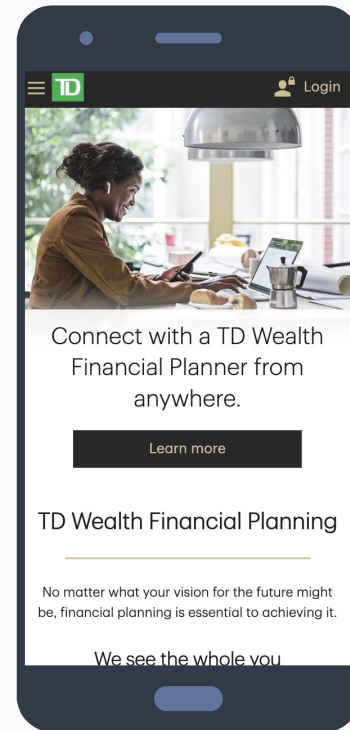 TD
Login
Connect with a TD Wealth
Financial Planner from
anywhere.
Learn more
TD Wealth Financial Planning
No matter what your vision for the future might
be, financial planning is essential to achieving it.
We see the whole you